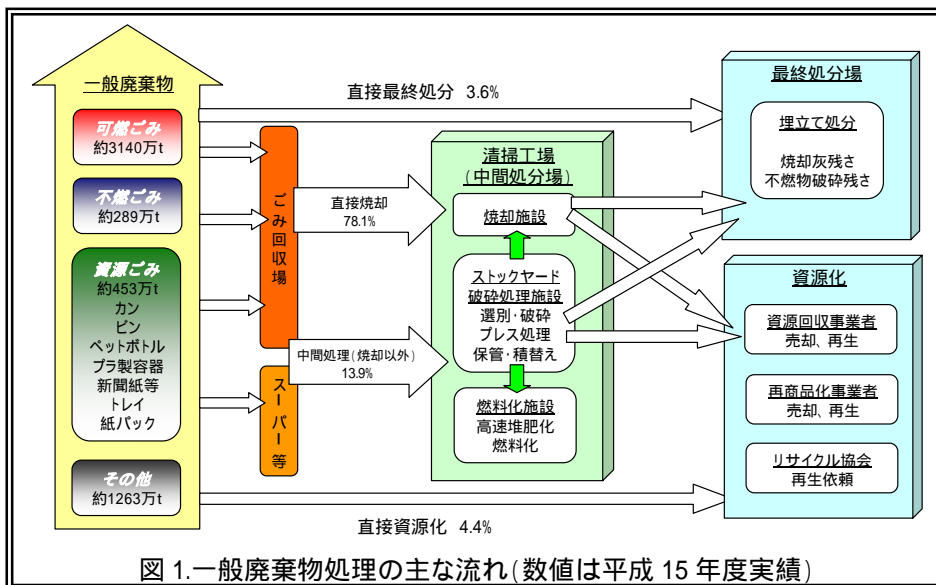 一般廃棄物
可燃ごみ
約3140万t
不燃ごみ
約289万t
資源ごみ
約453万t
カン
ビン
ペットボトル
プラ製容器
新聞紙等
トレイ
紙パック
その他
約1263万t
直接最終処分 3.6%
ごみ回収場
スーパー等
直接焼却
78.1%
中間処理(焼却以外)
13.9%
直接資源化 4.4%
清掃工場
(中間処分場)
焼却施設
ストックヤード
破砕処理施設
選別・破砕
プレス処理
保管・積替え
燃料化施設
高速堆肥化
燃料化
最終処分場
埋立て処分
焼却灰残さ
不燃物破砕残さ
資源化
資源回収事業者
売却、再生
再商品化事業者
売却、再生
リサイクル協会
再生依頼
図 1.一般廃棄物処理の主な流れ(数値は平成 15 年度実績)